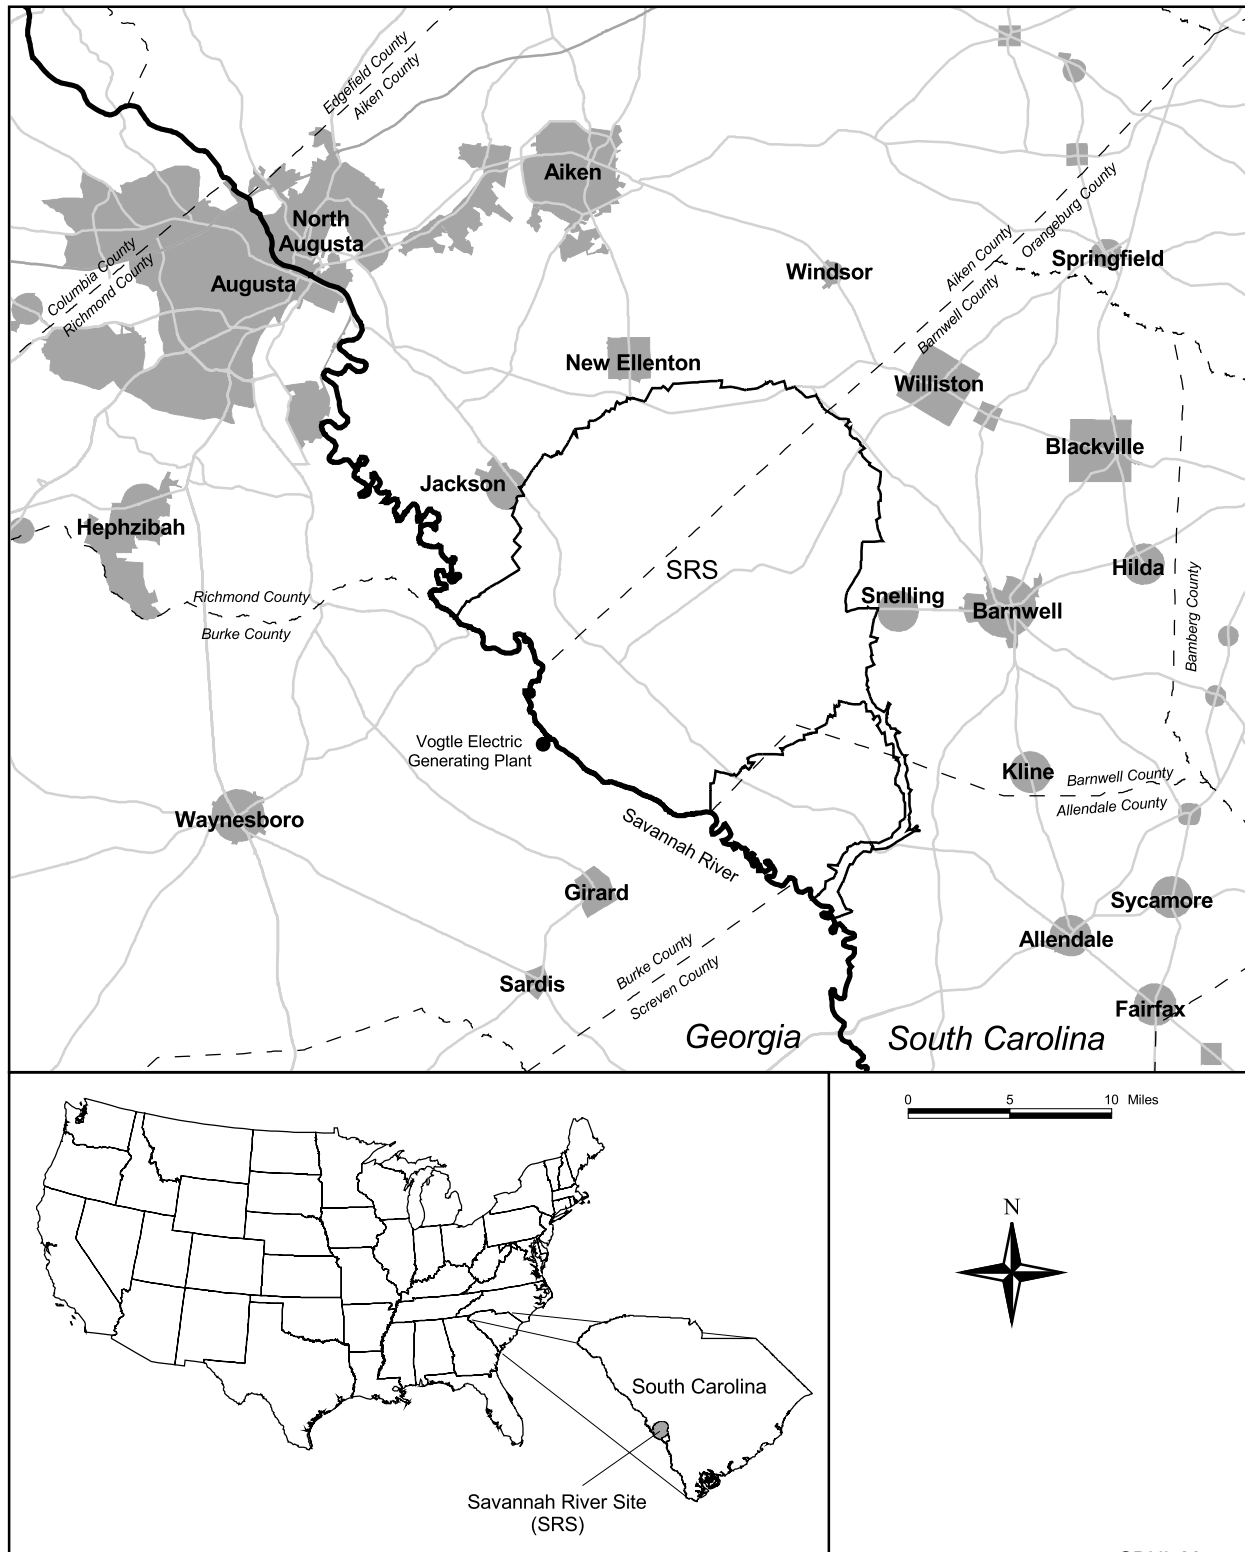 Edgefield County
Aiken County
Aiken
North
Augusta
Augusta
Columbia County
Richmond County
Windsor
Aiken County
Orangeburg County
Barnwell County
Springfield
New Ellenton
Williston
Blackville
Jackson
Hephzibah
SRS
Hilda
Snelling
Barnwell
Bamberg County
Richmond County
Burke County
Vogtle Electric
Generating Plant
Kline
Barnwell County
Allendale County
Waynesboro
Savannah River
Girard
Sycamore
Allendale
Burke County
Screven County
Sardis
Fairfax
Georgia
South Carolina
0 5 10 Miles
N
South Carolina
Savannah River Site
(SRS)